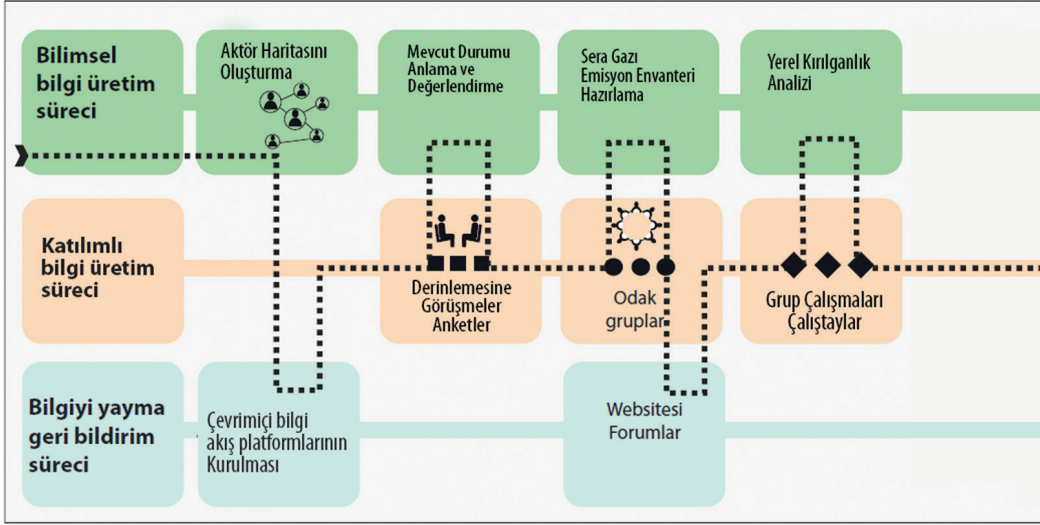 Bilimsel
bilgi üretim
süreci
Aktör Haritasını
Oluşturma
Mevcut Durumu
Anlama ve
Değerlendirme
Sera Gazı
Emisyon Envanteri
Hazırlama
Yerel Kırılganlık
Analizi
Katılımlı
bilgi üretim
süreci
Derinlemesine
Görüşmeler
Anketler
Odak
gruplar
Grup Çalışmaları
Çalıştaylar
Bilgiyi yayma
geri bildirim
süreci
Çevrimiçi bilgi
akış platformlarının
Kurulması
Websitesi
Forumlar